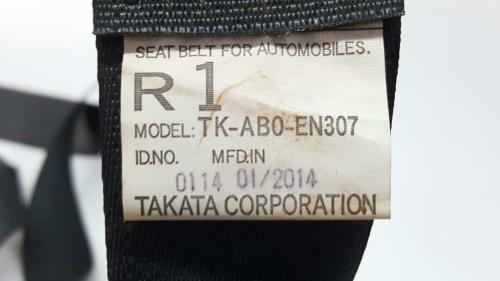 SEAT BELT FOR AUTOMOBILES.
R 1
MODEL: TK-AB0-EN307
ID.NO. MFD.IN
0114 01/2014
TAKATA CORPORATION